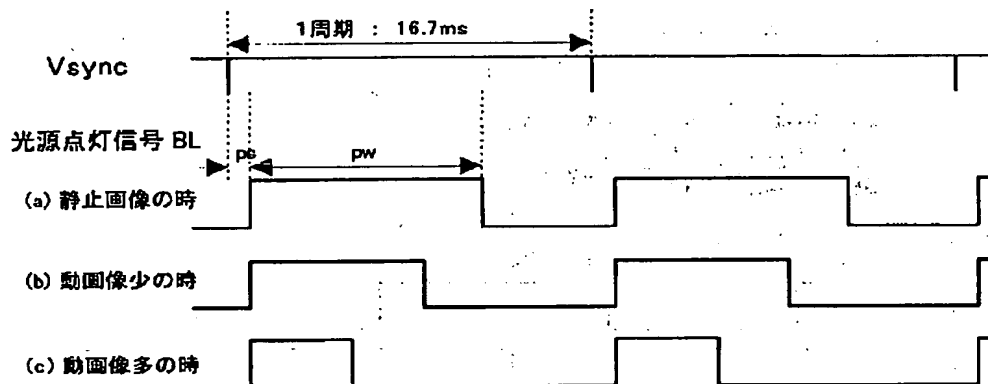 1周期 : 16.7ms
Vsync
光源点灯信号 BL
ps
pw
(a) 静止画像の時
(b) 動画像少の時
(c) 動画像多の時